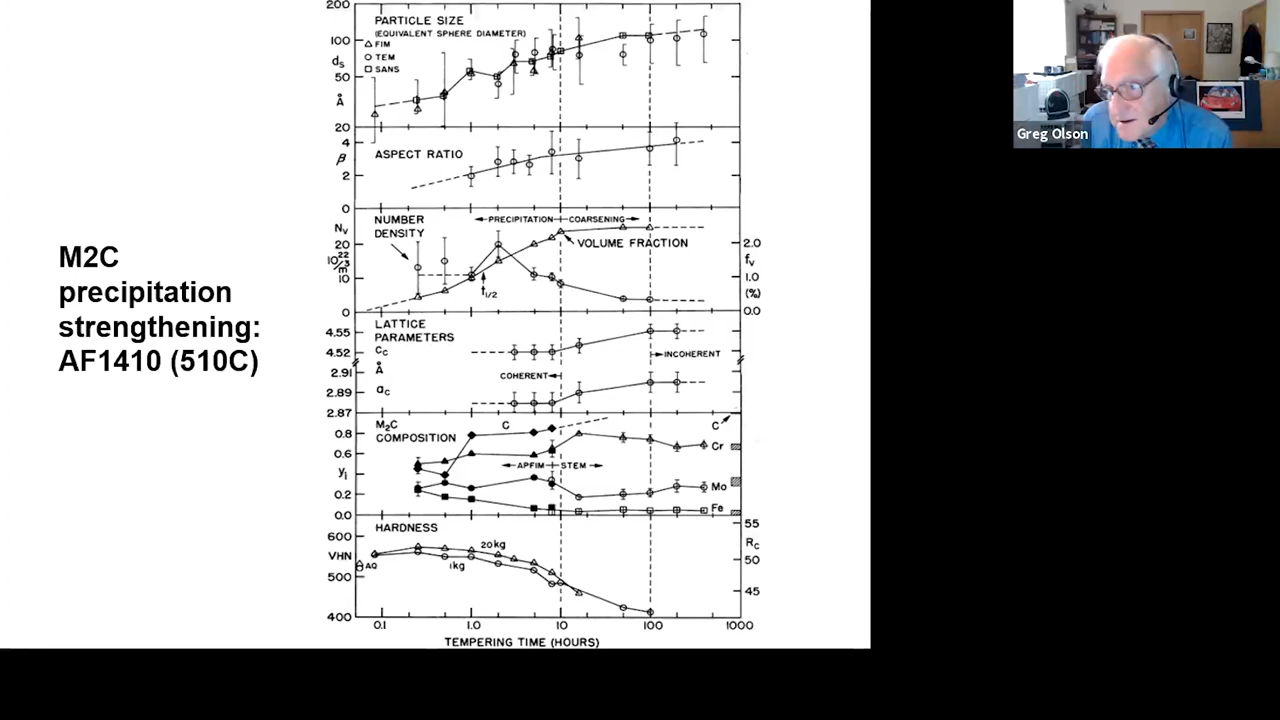 M2C
precipitation
strengthening:
AF1410 (510C)
200
PARTICLE SIZE
(EQUIVALENT SPHERE DIAMETER)
△ FIM
○ TEM
□ SANS
100
ds
50
Å
20
4
ASPECT RATIO
β
2
0
NUMBER
DENSITY
Nv
20
10²²/m³
10
0
PRECIPITATION
COARSENING
VOLUME FRACTION
t1/2
2.0
fv
1.0
(%)
0.0
LATTICE
PARAMETERS
4.55
Cc
4.52
Å
INCOHERENT
2.91
COHERENT
ac
2.89
2.87
M2C
COMPOSITION
C
C
0.8
Cr
0.6
APFIM
STEM
yi
0.2
Mo
Fe
0.0
HARDNESS
55
600
20kg
Rc
VHN
AQ
1kg
50
500
45
400
0.1
1.0
10
100
1000
TEMPERING TIME (HOURS)
Greg Olson